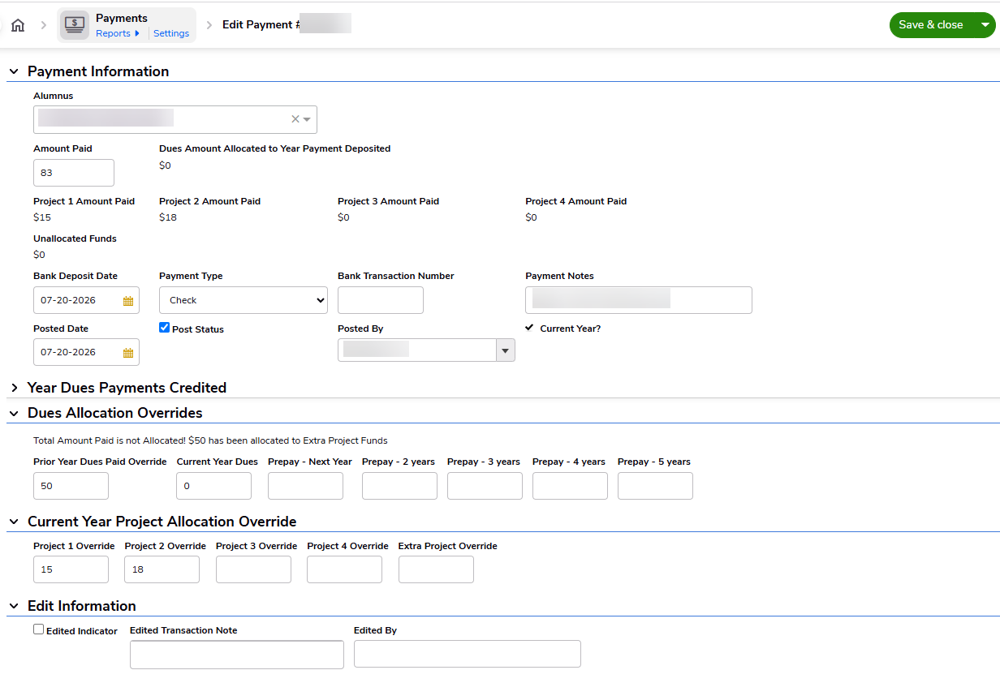 Payments
Reports Settings
Edit Payment #
Save & close
Payment Information
Alumnus
Amount Paid Dues Amount Allocated to Year Payment Deposited
83 $0
Project 1 Amount Paid Project 2 Amount Paid Project 3 Amount Paid Project 4 Amount Paid
$15 $18 $0 $0
Unallocated Funds
$0
Bank Deposit Date Payment Type Bank Transaction Number Payment Notes
07-20-2026 Check
Posted Date Post Status Posted By Current Year?
07-20-2026
Year Dues Payments Credited
Dues Allocation Overrides
Total Amount Paid is not Allocated! $50 has been allocated to Extra Project Funds
Prior Year Dues Paid Override Current Year Dues Prepay - Next Year Prepay - 2 years Prepay - 3 years Prepay - 4 years Prepay - 5 years
50 0
Current Year Project Allocation Override
Project 1 Override Project 2 Override Project 3 Override Project 4 Override Extra Project Override
15 18
Edit Information
Edited Indicator Edited Transaction Note Edited By